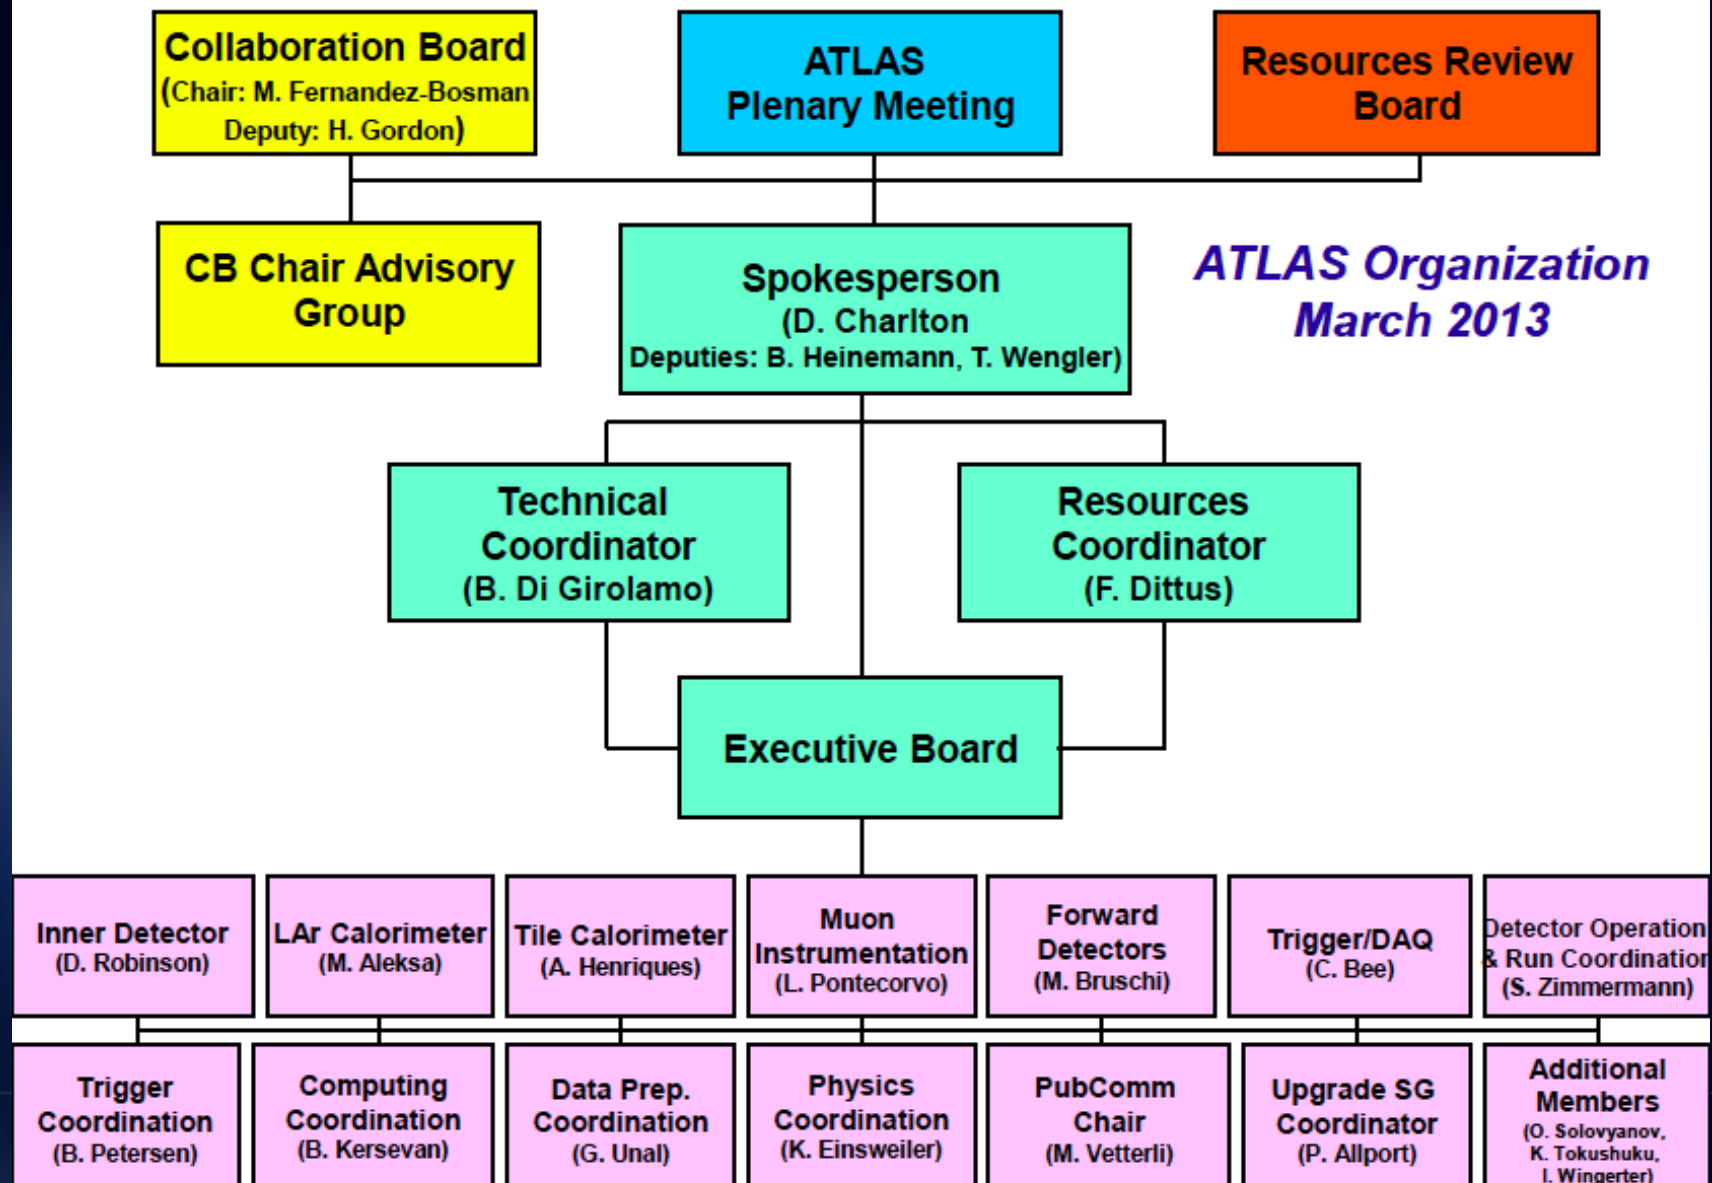 Collaboration Board
(Chair: M. Fernandez-Bosman
Deputy: H. Gordon)
ATLAS
Plenary Meeting
Resources Review
Board
CB Chair Advisory
Group
Spokesperson
(D. Charlton
Deputies: B. Heinemann, T. Wengler)
ATLAS Organization
March 2013
Technical
Coordinator
(B. Di Girolamo)
Resources
Coordinator
(F. Dittus)
Executive Board
Inner Detector
(D. Robinson)
LAr Calorimeter
(M. Aleksa)
Tile Calorimeter
(A. Henriques)
Muon
Instrumentation
(L. Pontecorvo)
Forward
Detectors
(M. Bruschi)
Trigger/DAQ
(C. Bee)
Detector Operation
& Run Coordination
(S. Zimmermann)
Trigger
Coordination
(B. Petersen)
Computing
Coordination
(B. Kersevan)
Data Prep.
Coordination
(G. Unal)
Physics
Coordination
(K. Einsweiler)
PubComm
Chair
(M. Vetterli)
Upgrade SG
Coordinator
(P. Allport)
Additional
Members
(O. Solovyanov,
K. Tokushuku,
I. Wingerter)